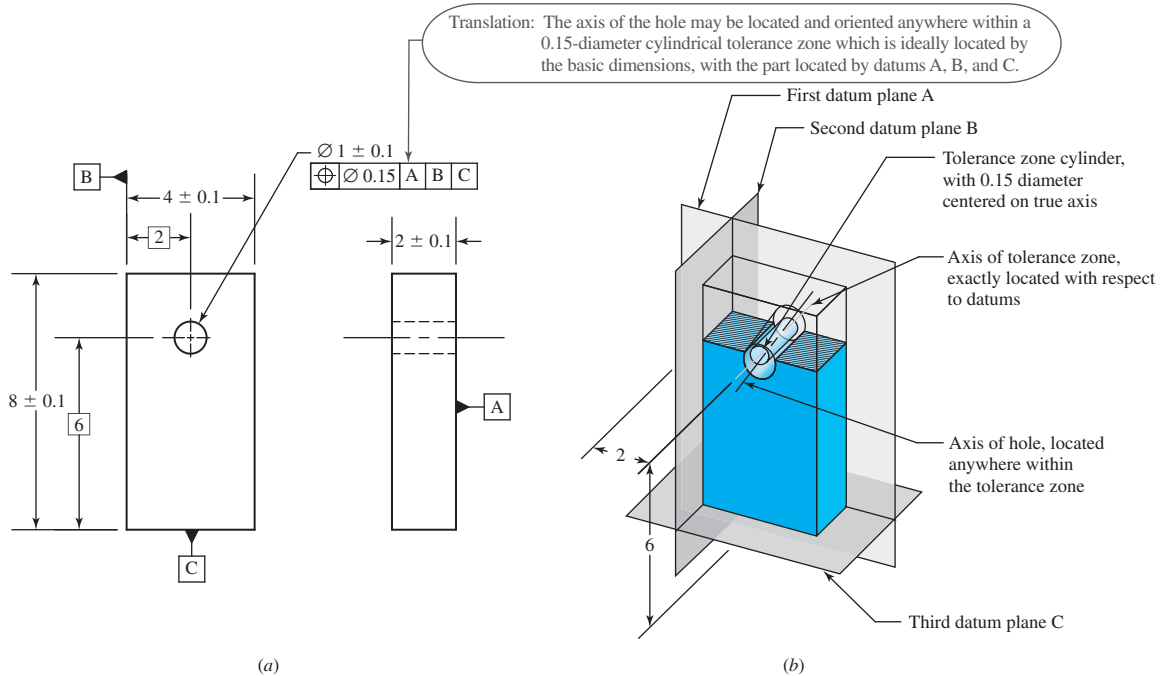 Translation: The axis of the hole may be located and oriented anywhere within a
0.15-diameter cylindrical tolerance zone which is ideally located by
the basic dimensions, with the part located by datums A, B, and C.
Ø 1 ± 0.1
⌖ Ø 0.15 A B C
B
4 ± 0.1
2
2 ± 0.1
8 ± 0.1
6
A
C
(a)
First datum plane A
Second datum plane B
Tolerance zone cylinder,
with 0.15 diameter
centered on true axis
Axis of tolerance zone,
exactly located with respect
to datums
2
Axis of hole, located
anywhere within
the tolerance zone
6
Third datum plane C
(b)